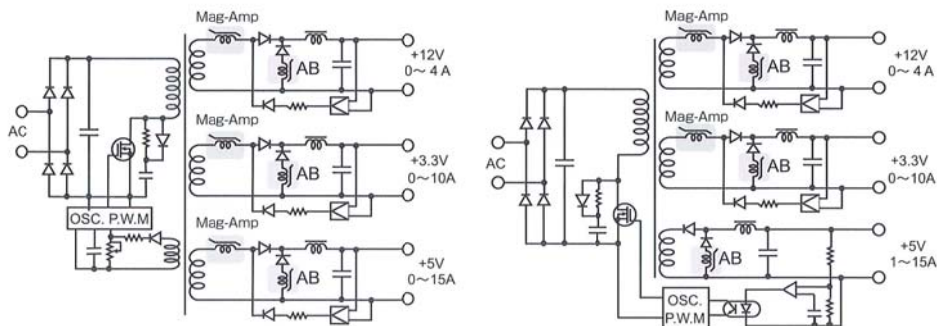 Mag-Amp
AB
+12V
0～4A
AC
Mag-Amp
AB
+3.3V
0～10A
OSC. P.W.M
Mag-Amp
AB
+5V
0～15A
Mag-Amp
AB
+12V
0～4A
AC
Mag-Amp
AB
+3.3V
0～10A
AB
+5V
1～15A
OSC.
P.W.M